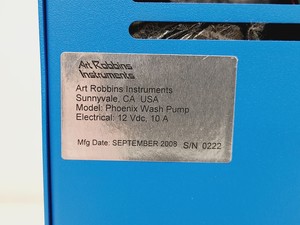 Art Robbins
Instruments
Art Robbins Instruments
Sunnyvale, CA USA
Model: Phoenix Wash Pump
Electrical: 12 Vdc, 10 A
Mfg Date: SEPTEMBER 2008 S/N 0222